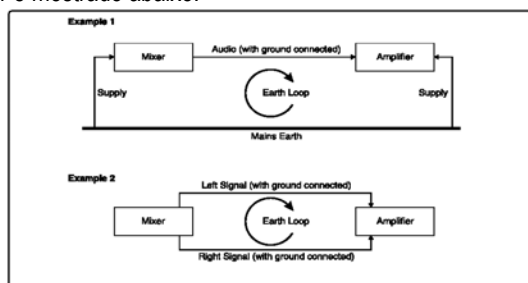 é mostrado abaixo.
Example 1
Audio (with ground connected)
Mixer
Amplifier
Supply
Earth Loop
Supply
Mains Earth
Example 2
Left Signal (with ground connected)
Mixer
Earth Loop
Amplifier
Right Signal (with ground connected)